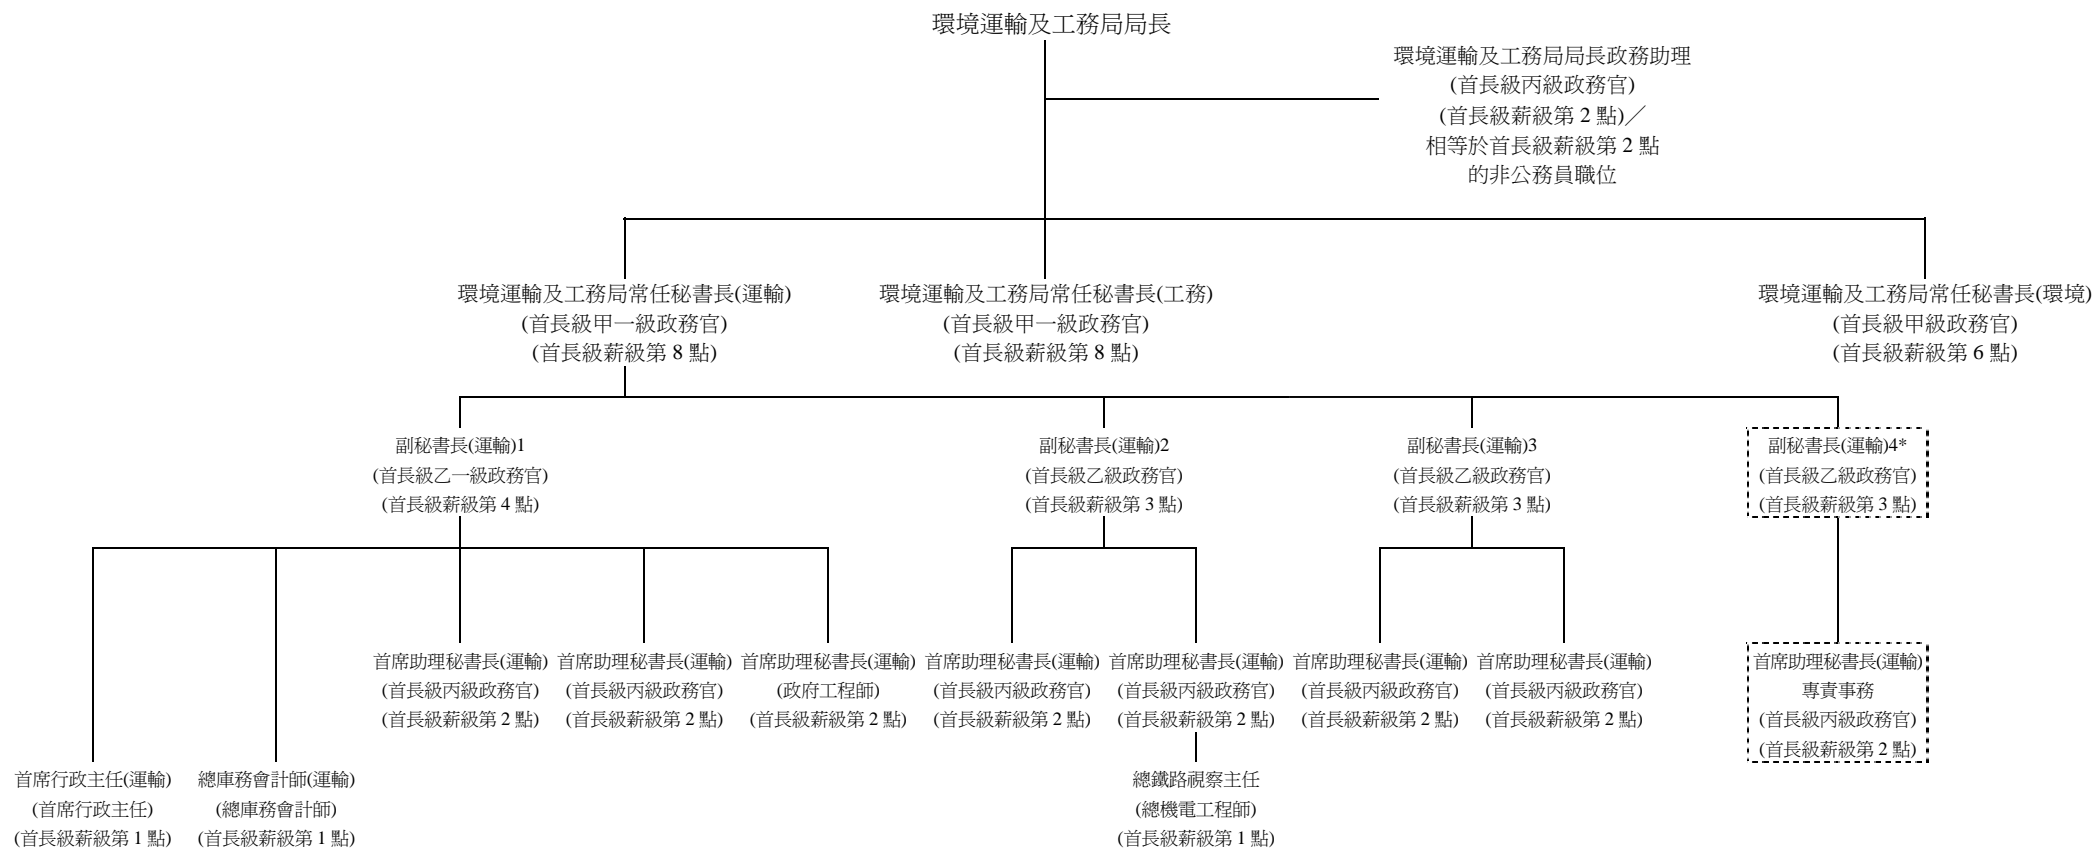 環境運輸及工務局局長
環境運輸及工務局局長政務助理
(首長級丙級政務官)
(首長級薪級第 2 點)╱
相等於首長級薪級第 2 點
的非公務員職位
環境運輸及工務局常任秘書長(運輸)
(首長級甲一級政務官)
(首長級薪級第 8 點)
環境運輸及工務局常任秘書長(工務)
(首長級甲一級政務官)
(首長級薪級第 8 點)
環境運輸及工務局常任秘書長(環境)
(首長級甲級政務官)
(首長級薪級第 6 點)
副秘書長(運輸)1
(首長級乙一級政務官)
(首長級薪級第 4 點)
副秘書長(運輸)2
(首長級乙級政務官)
(首長級薪級第 3 點)
副秘書長(運輸)3
(首長級乙級政務官)
(首長級薪級第 3 點)
副秘書長(運輸)4*
(首長級乙級政務官)
(首長級薪級第 3 點)
首席助理秘書長(運輸)
(首長級丙級政務官)
(首長級薪級第 2 點)
首席助理秘書長(運輸)
(首長級丙級政務官)
(首長級薪級第 2 點)
首席助理秘書長(運輸)
(政府工程師)
(首長級薪級第 2 點)
首席助理秘書長(運輸)
(首長級丙級政務官)
(首長級薪級第 2 點)
首席助理秘書長(運輸)
(首長級丙級政務官)
(首長級薪級第 2 點)
首席助理秘書長(運輸)
(首長級丙級政務官)
(首長級薪級第 2 點)
首席助理秘書長(運輸)
(首長級丙級政務官)
(首長級薪級第 2 點)
首席助理秘書長(運輸)
專責事務
(首長級丙級政務官)
(首長級薪級第 2 點)
首席行政主任(運輸)
(首席行政主任)
(首長級薪級第 1 點)
總庫務會計師(運輸)
(總庫務會計師)
(首長級薪級第 1 點)
總鐵路視察主任
(總機電工程師)
(首長級薪級第 1 點)